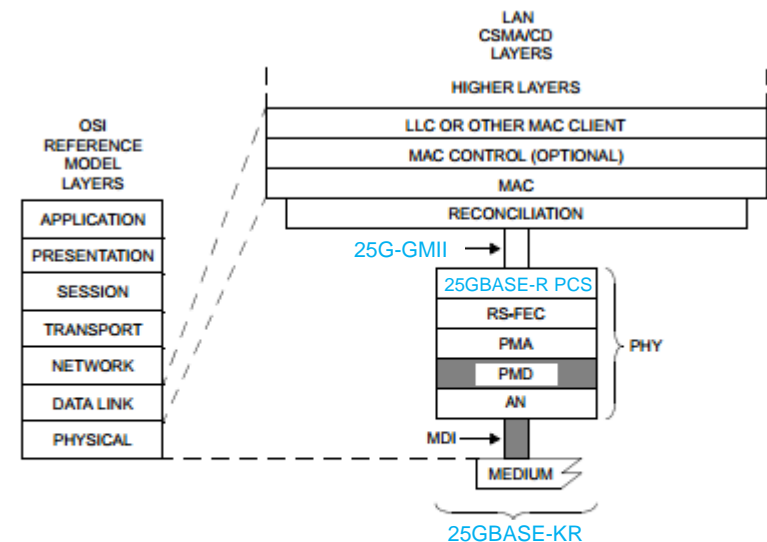 LAN
CSMA/CD
LAYERS
HIGHER LAYERS
LLC OR OTHER MAC CLIENT
MAC CONTROL (OPTIONAL)
MAC
RECONCILIATION
OSI
REFERENCE
MODEL
LAYERS
APPLICATION
PRESENTATION
SESSION
TRANSPORT
NETWORK
DATA LINK
PHYSICAL
25G-GMII
25GBASE-R PCS
RS-FEC
PMA
PMD
AN
PHY
MDI
MEDIUM
25GBASE-KR